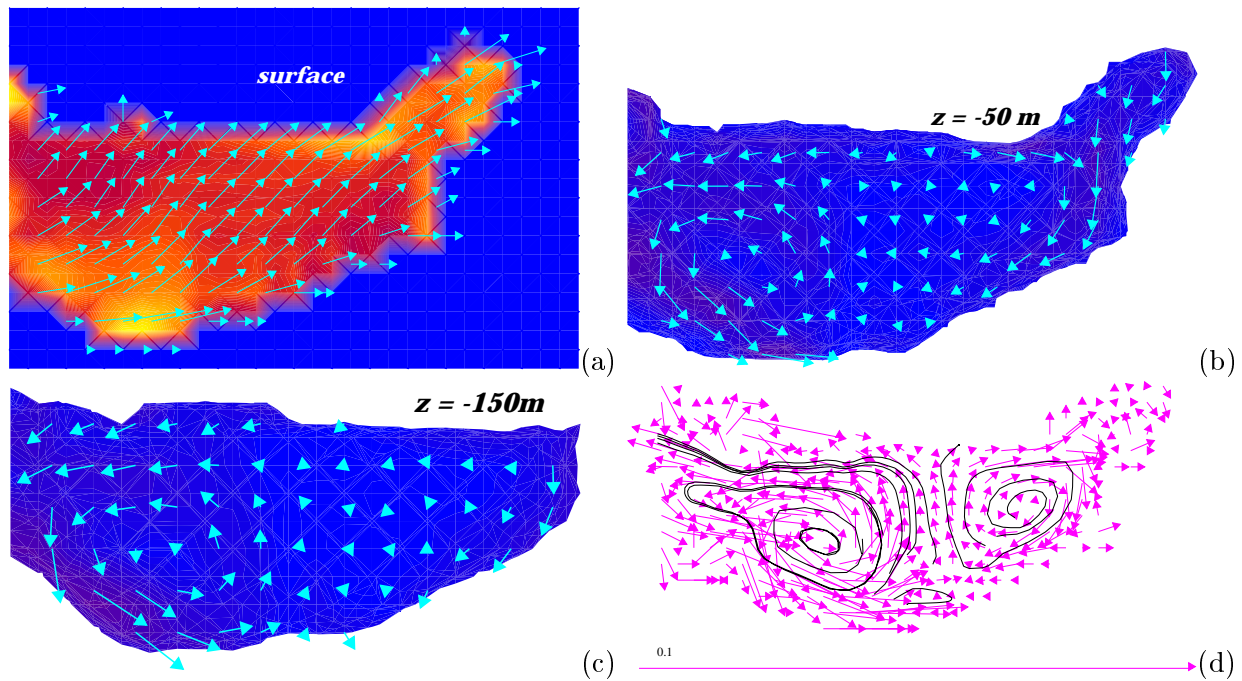 surface
(a)
z = -50 m
(b)
z = -150m
(c)
0.1
(d)